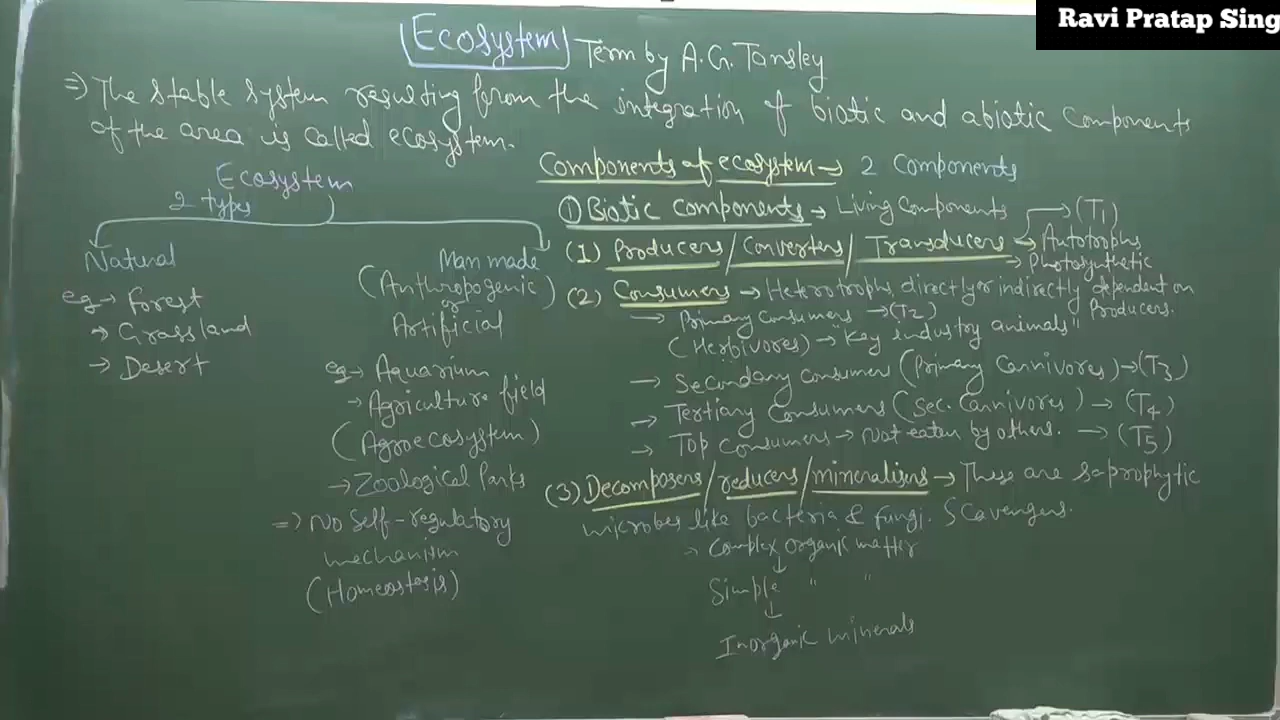 Ravi Pratap Sing
Ecosystem Term by A.G. Tansley
⇒ The stable system resulting from the integration of biotic and abiotic components
of the area is called ecosystem.
Ecosystem
2 types
Natural
eg → Forest
→ Grassland
→ Desert
Man made
(Anthropogenic)
or
Artificial
eg → Aquarium
→ Agriculture field
(Agroecosystem)
→ Zoological Parks
⇒ No Self-regulatory
mechanism
(Homeostasis)
Components of ecosystem → 2 Components
① Biotic components → Living Components
(1) Producers/Converters/Transducers → Autotrophs → (T1)
→ Photosynthetic
(2) Consumers → Heterotrophs, directly or indirectly dependent on
Producers.
→ Primary Consumers → (T2)
(Herbivores) → "Key industry animals"
→ Secondary consumers (Primary Carnivores) → (T3)
→ Tertiary Consumers (Sec. Carnivores) → (T4)
→ Top Consumers → Not eaten by others. → (T5)
(3) Decomposers/reducers/mineralisers → These are saprophytic
microbes like bacteria & fungi. Scavengers.
→ Complex organic matter
↓
Simple " "
↓
Inorganic minerals